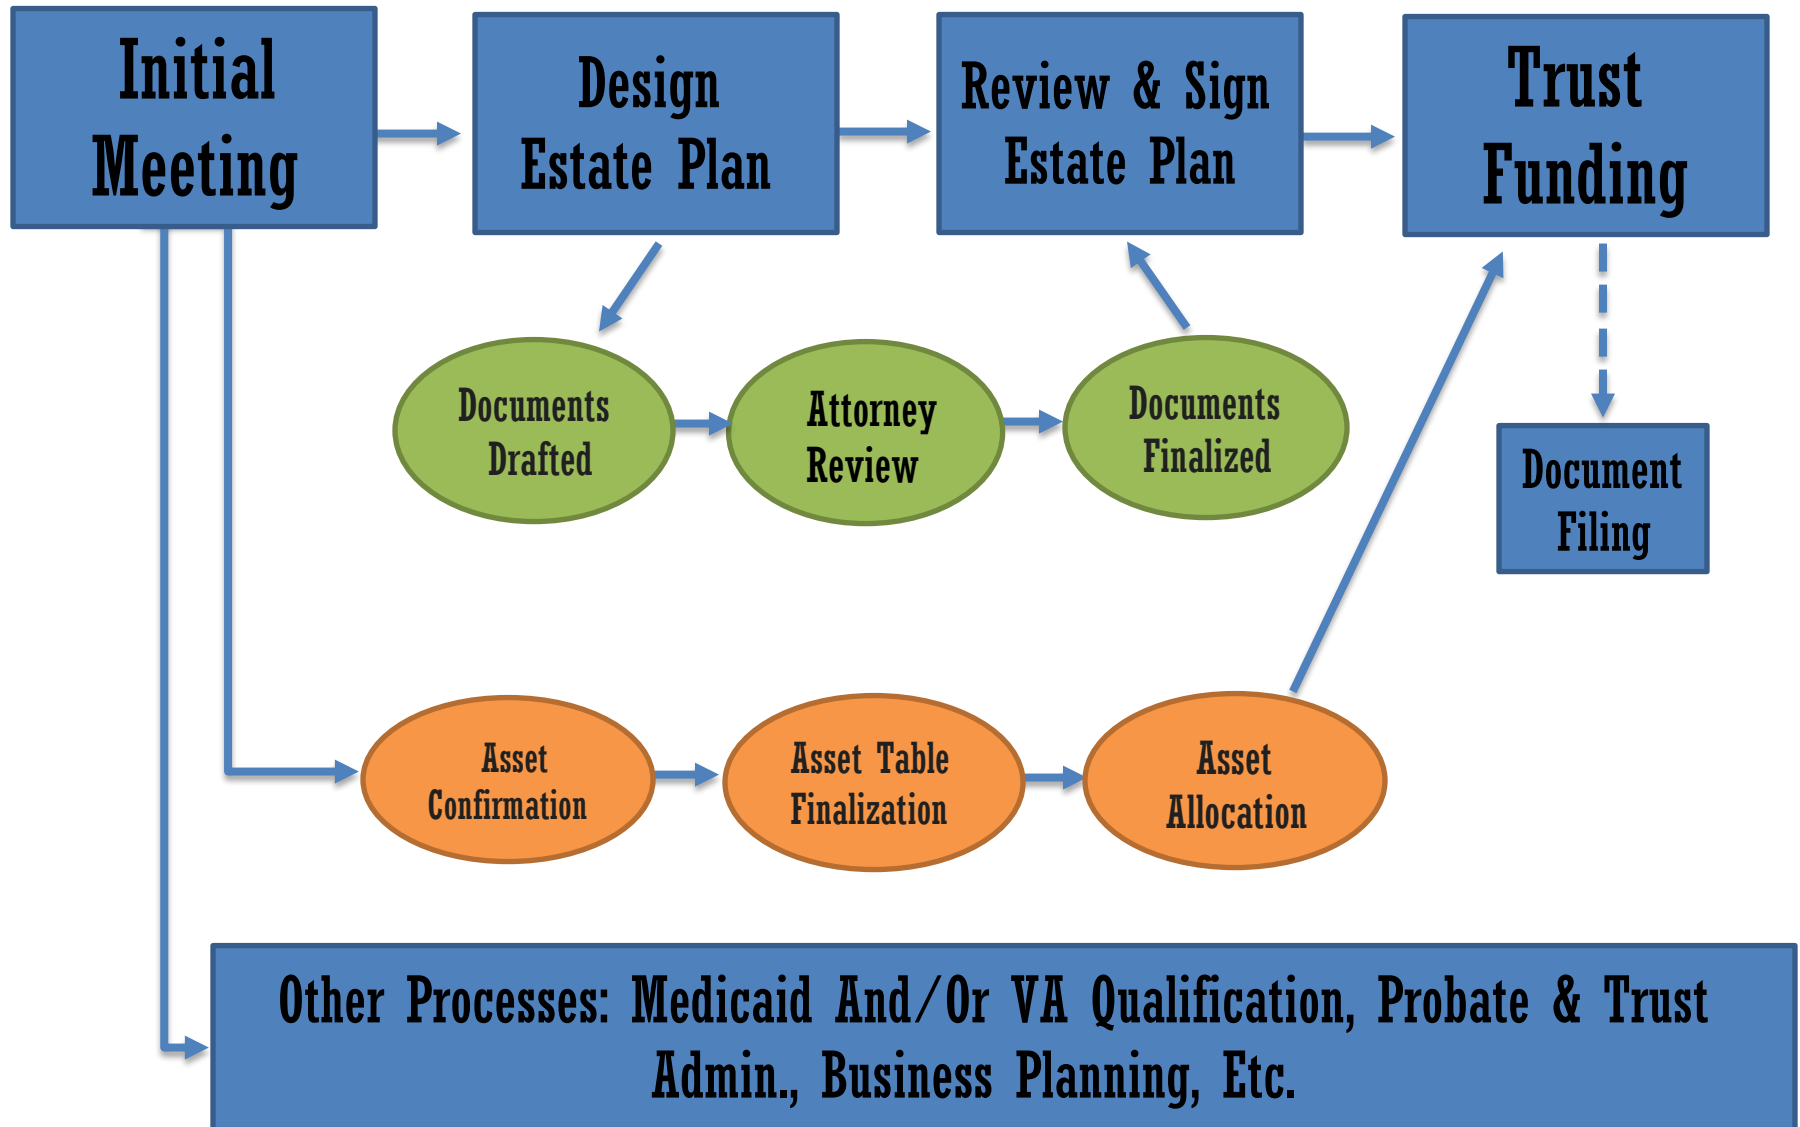 Initial
Meeting
Design
Estate Plan
Review & Sign
Estate Plan
Trust
Funding
Documents
Drafted
Attorney
Review
Documents
Finalized
Document
Filing
Asset
Confirmation
Asset Table
Finalization
Asset
Allocation
Other Processes: Medicaid And/Or VA Qualification, Probate & Trust
Admin., Business Planning, Etc.